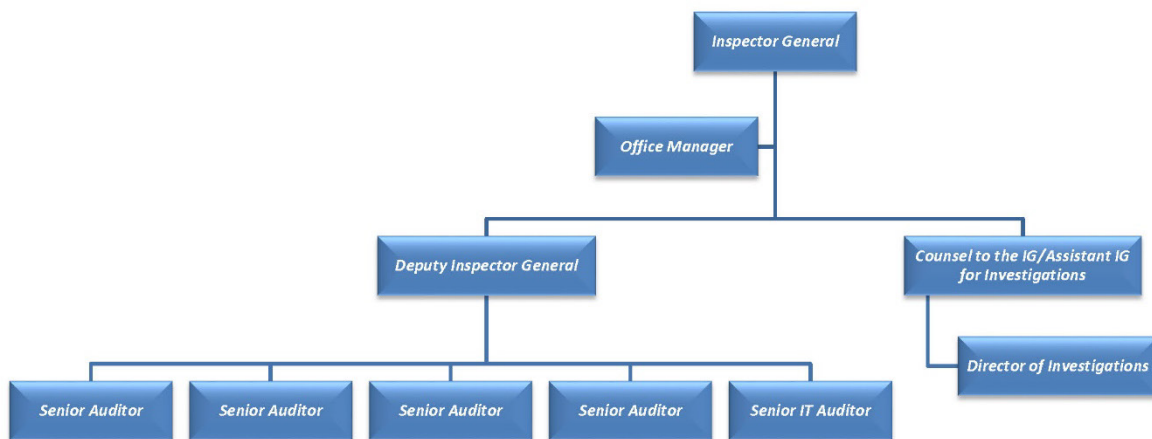 Inspector General
Office Manager
Deputy Inspector General
Counsel to the IG/Assistant IG
for Investigations
Director of Investigations
Senior Auditor
Senior Auditor
Senior Auditor
Senior Auditor
Senior IT Auditor